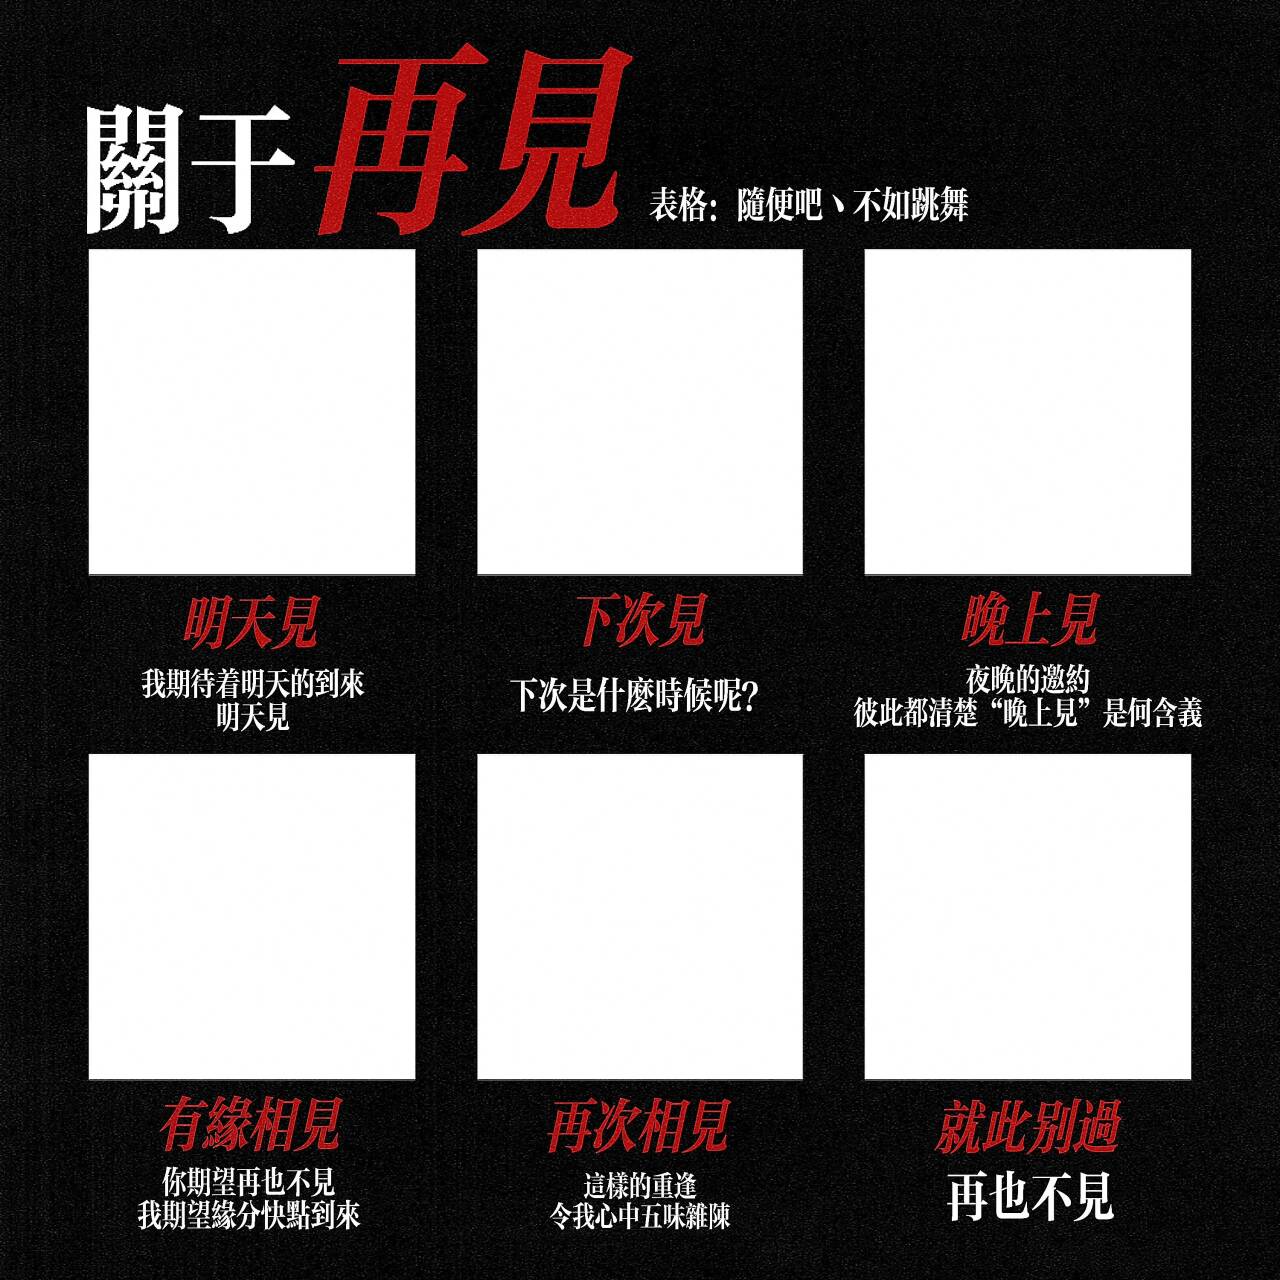 關于再見
表格：隨便吧丶不如跳舞
明天見
我期待着明天的到來
明天見
下次見
下次是什麽時候呢？
晚上見
夜晚的邀約
彼此都清楚“晚上見”是何含義
有緣相見
你期望再也不見
我期望緣分快點到來
再次相見
這樣的重逢
令我心中五味雜陳
就此別過
再也不見